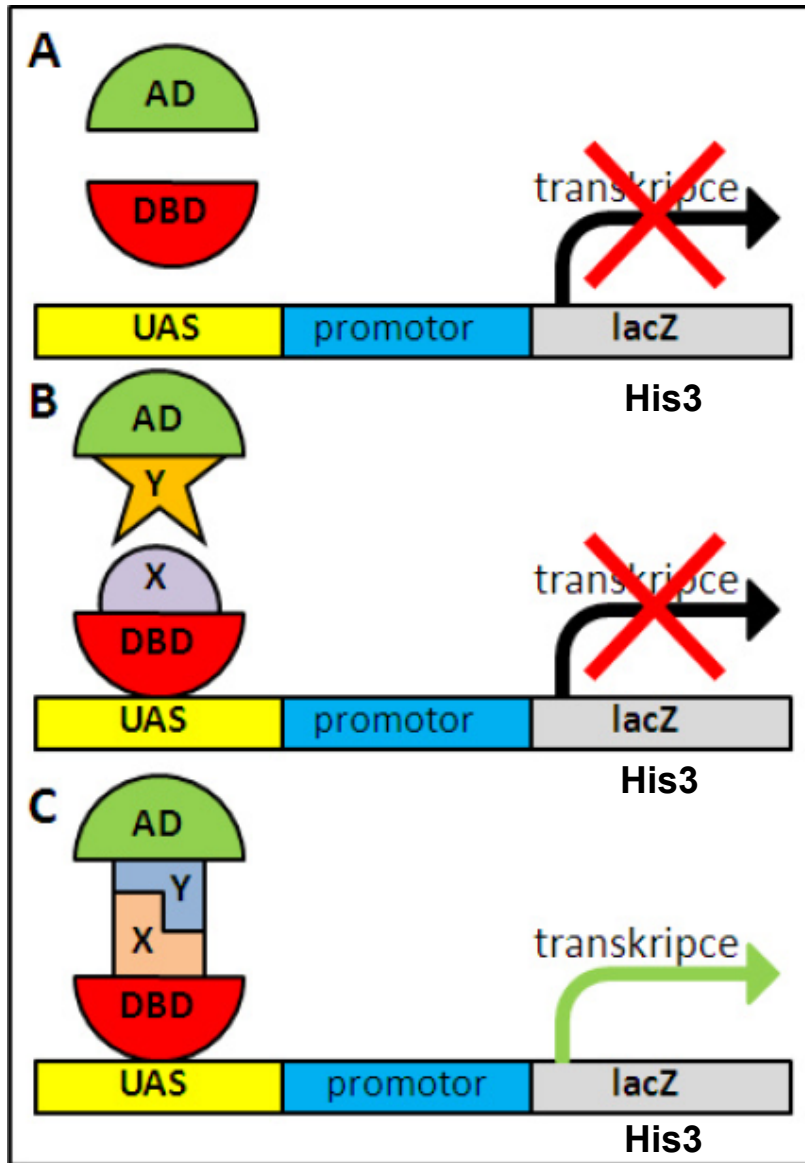 A
AD
DBD
transkripce
UAS promotor lacZ
His3
B
AD
Y
X
DBD
transkripce
UAS promotor lacZ
His3
C
AD
Y
X
DBD
transkripce
UAS promotor lacZ
His3